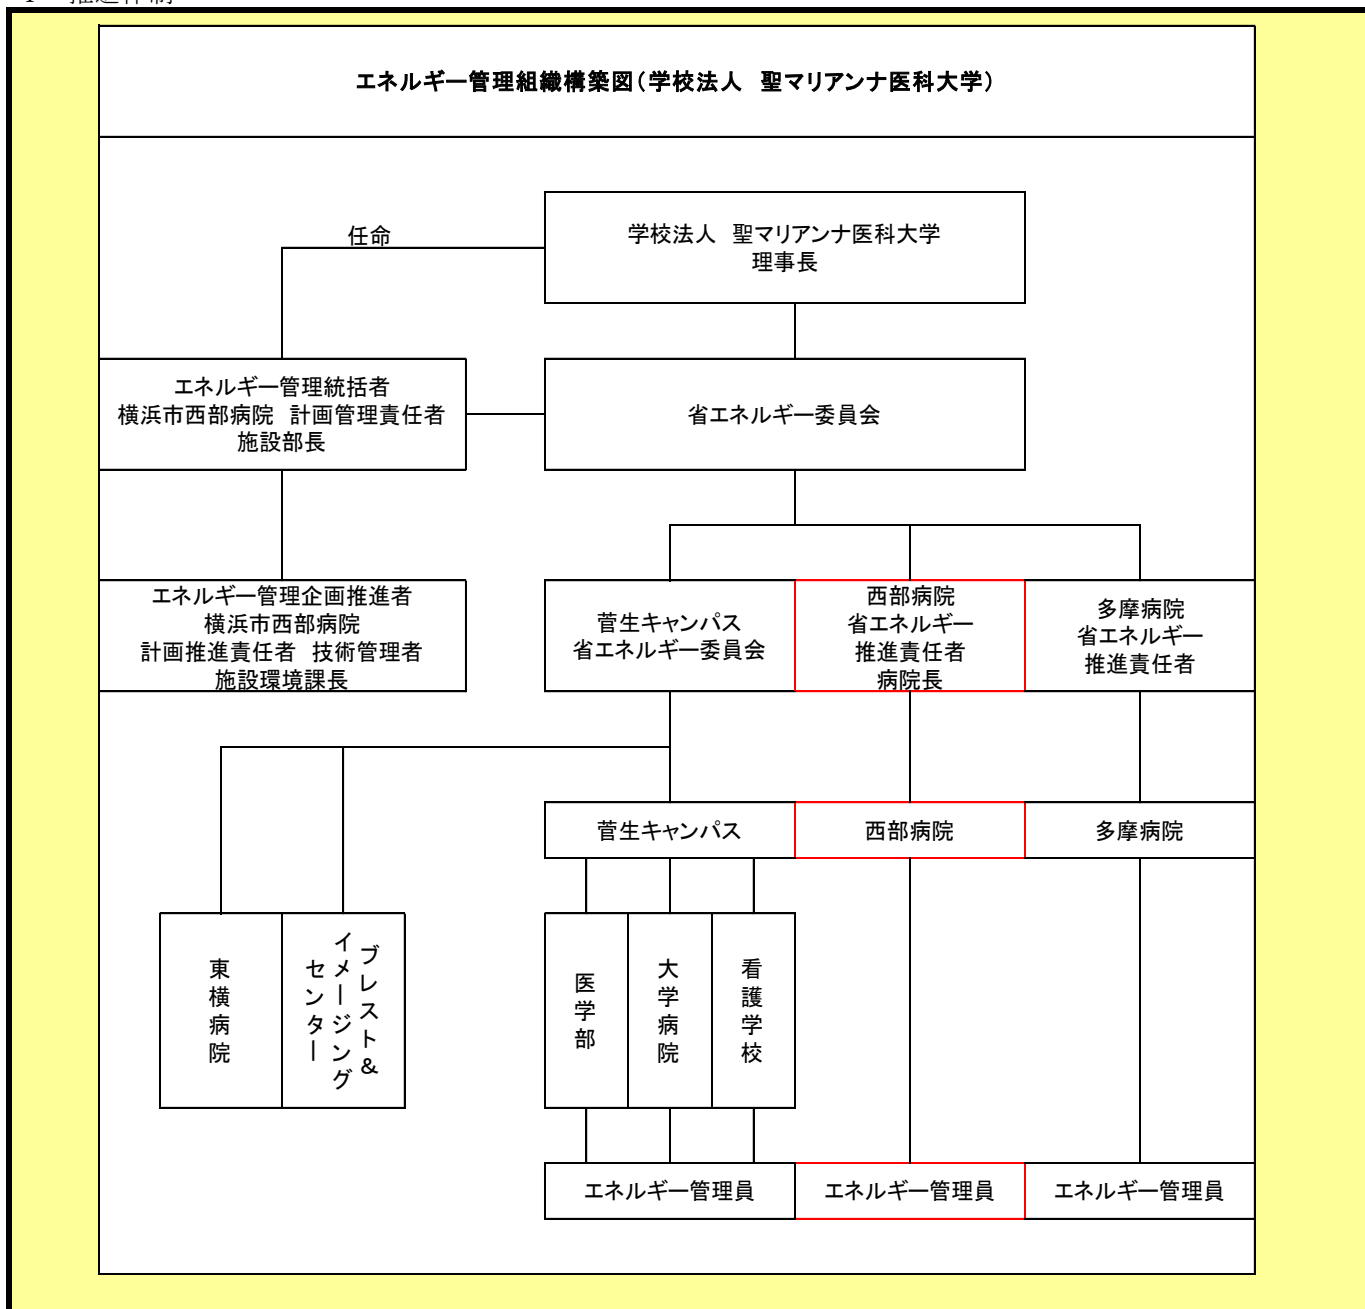 エネルギー管理組織構築図(学校法人 聖マリアンナ医科大学)
任命
学校法人 聖マリアンナ医科大学
理事長
エネルギー管理統括者
横浜市西部病院 計画管理責任者
施設部長
省エネルギー委員会
エネルギー管理企画推進者
横浜市西部病院
計画推進責任者 技術管理者
施設環境課長
菅生キャンパス
省エネルギー委員会
西部病院
省エネルギー
推進責任者
病院長
多摩病院
省エネルギー
推進責任者
菅生キャンパス
西部病院
多摩病院
東横病院
ブレスト&
イメージング
センター
医学部
大学病院
看護学校
エネルギー管理員
エネルギー管理員
エネルギー管理員